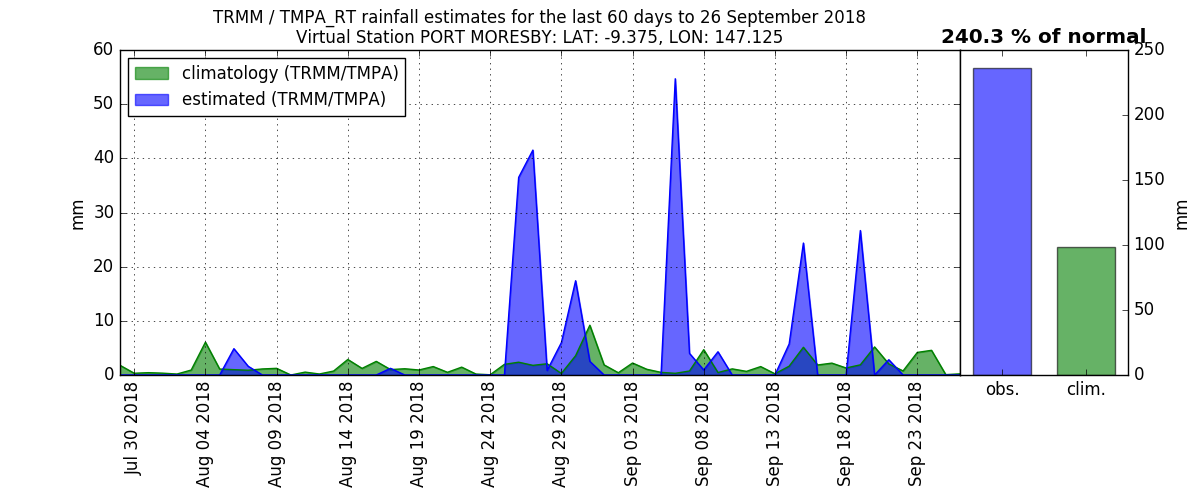 TRMM / TMPA_RT rainfall estimates for the last 60 days to 26 September 2018
Virtual Station PORT MORESBY: LAT: -9.375, LON: 147.125
240.3 % of normal
climatology (TRMM/TMPA)
estimated (TRMM/TMPA)
mm
60
50
40
30
20
10
0
Jul 30 2018
Aug 04 2018
Aug 09 2018
Aug 14 2018
Aug 19 2018
Aug 24 2018
Aug 29 2018
Sep 03 2018
Sep 08 2018
Sep 13 2018
Sep 18 2018
Sep 23 2018
250
200
150
100
50
0
mm
obs.
clim.